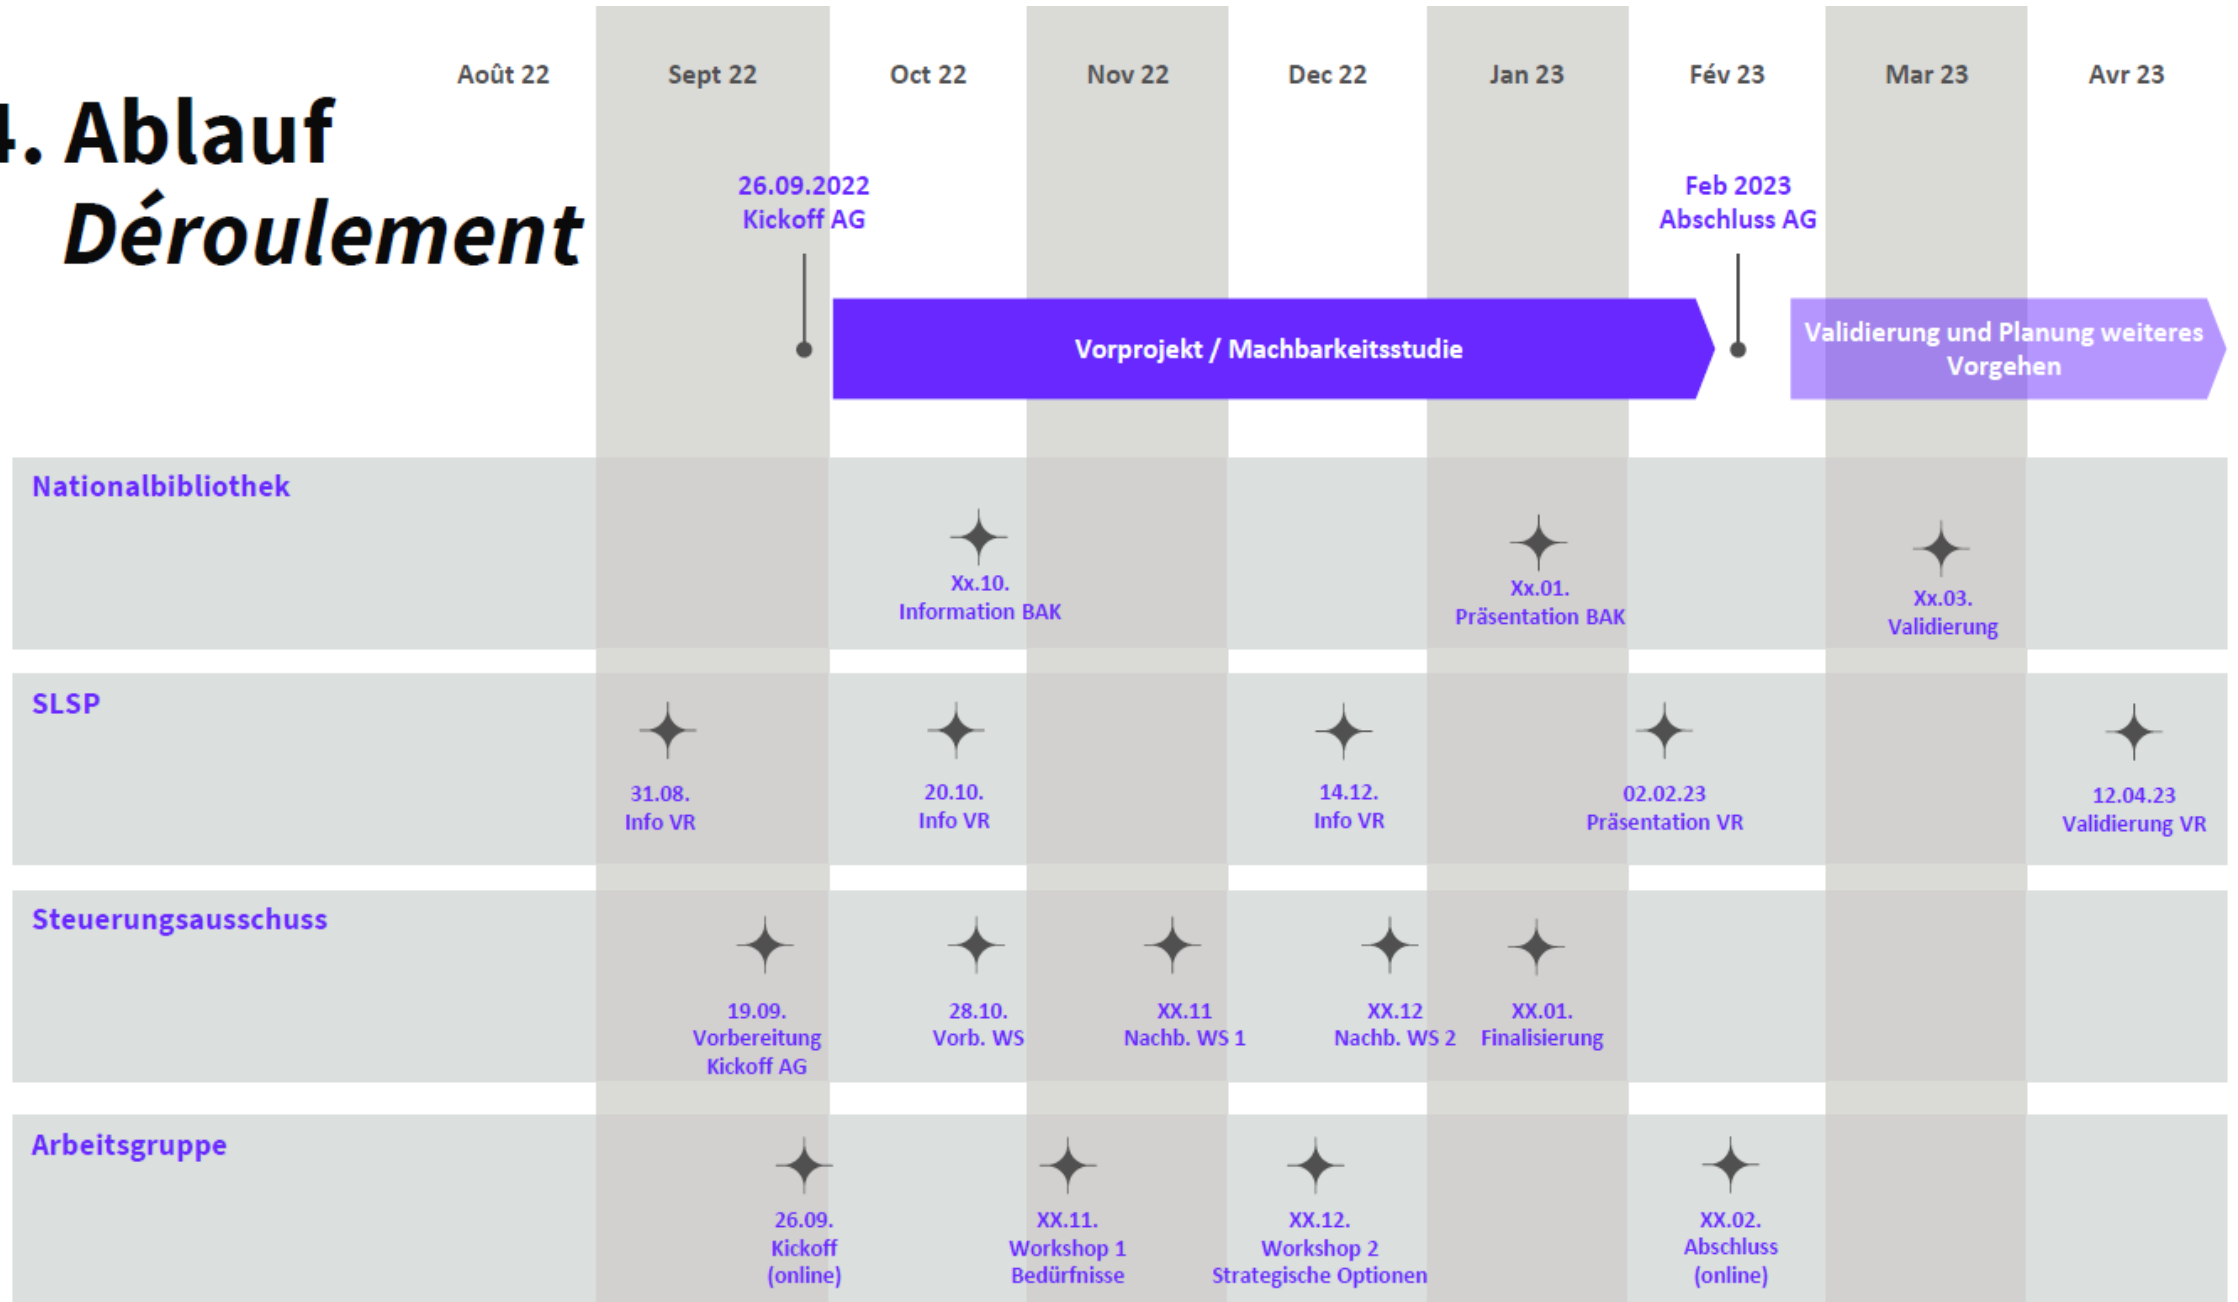 Août 22
Sept 22
Oct 22
Nov 22
Dec 22
Jan 23
Fév 23
Mar 23
Avr 23
4. Ablauf
Déroulement
26.09.2022
Kickoff AG
Feb 2023
Abschluss AG
Vorprojekt / Machbarkeitsstudie
Validierung und Planung weiteres
Vorgehen
Nationalbibliothek
Xx.10.
Information BAK
Xx.01.
Präsentation BAK
Xx.03.
Validierung
SLSP
31.08.
Info VR
20.10.
Info VR
14.12.
Info VR
02.02.23
Präsentation VR
12.04.23
Validierung VR
Steuerungsausschuss
19.09.
Vorbereitung
Kickoff AG
28.10.
Vorb. WS
XX.11
Nachb. WS 1
XX.12
Nachb. WS 2
XX.01.
Finalisierung
Arbeitsgruppe
26.09.
Kickoff
(online)
XX.11.
Workshop 1
Bedürfnisse
XX.12.
Workshop 2
Strategische Optionen
XX.02.
Abschluss
(online)